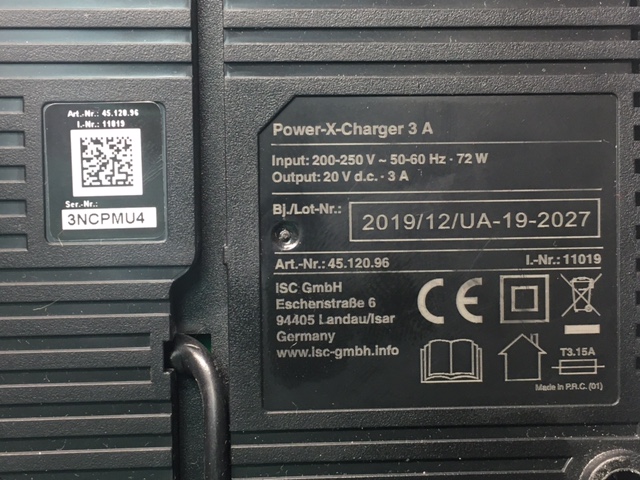 Art.-Nr.: 45.120.96
I.-Nr.: 11019
Ser.-Nr.:
3NCPMU4
Power-X-Charger 3 A
Input: 200-250 V ~ 50-60 Hz · 72 W
Output: 20 V d.c. · 3 A
Bj./Lot-Nr.: 2019/12/UA-19-2027
Art.-Nr.: 45.120.96 I.-Nr.: 11019
ISC GmbH
Eschenstraße 6
94405 Landau/Isar
Germany
www.isc-gmbh.info
CE
T3.15A
Made in P.R.C. (01)